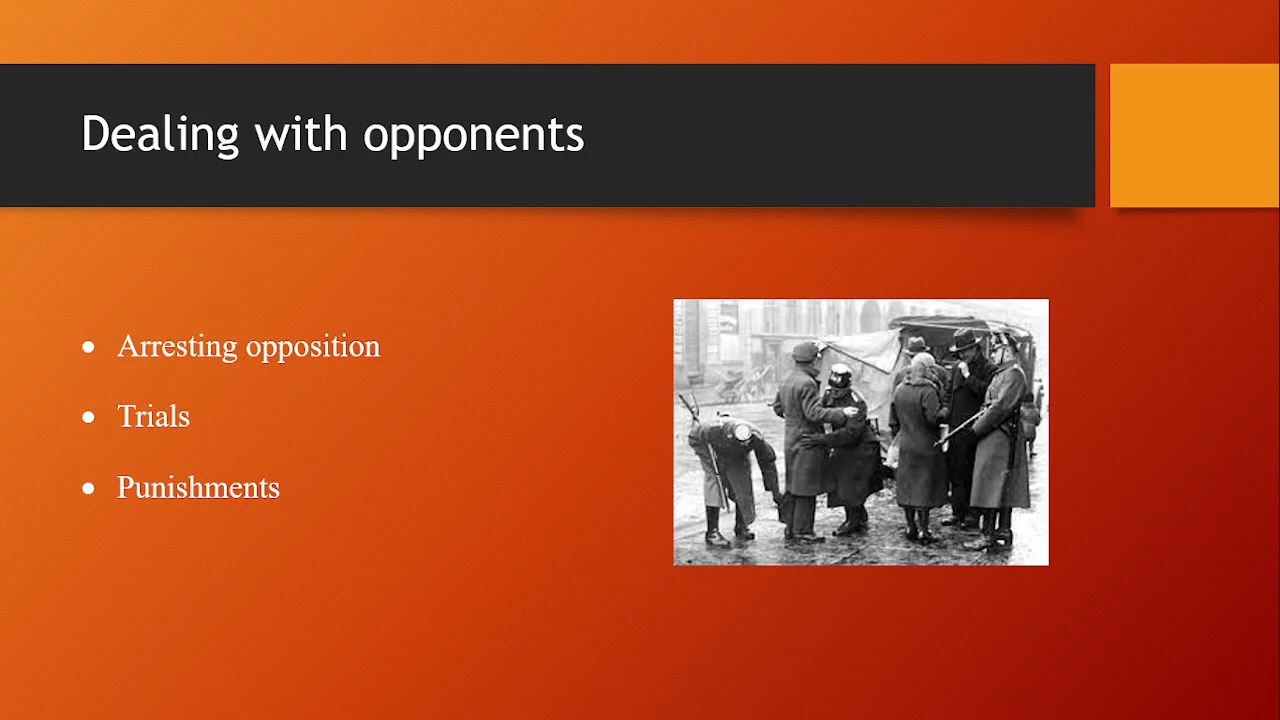 Dealing with opponents
Arresting opposition
Trials
Punishments